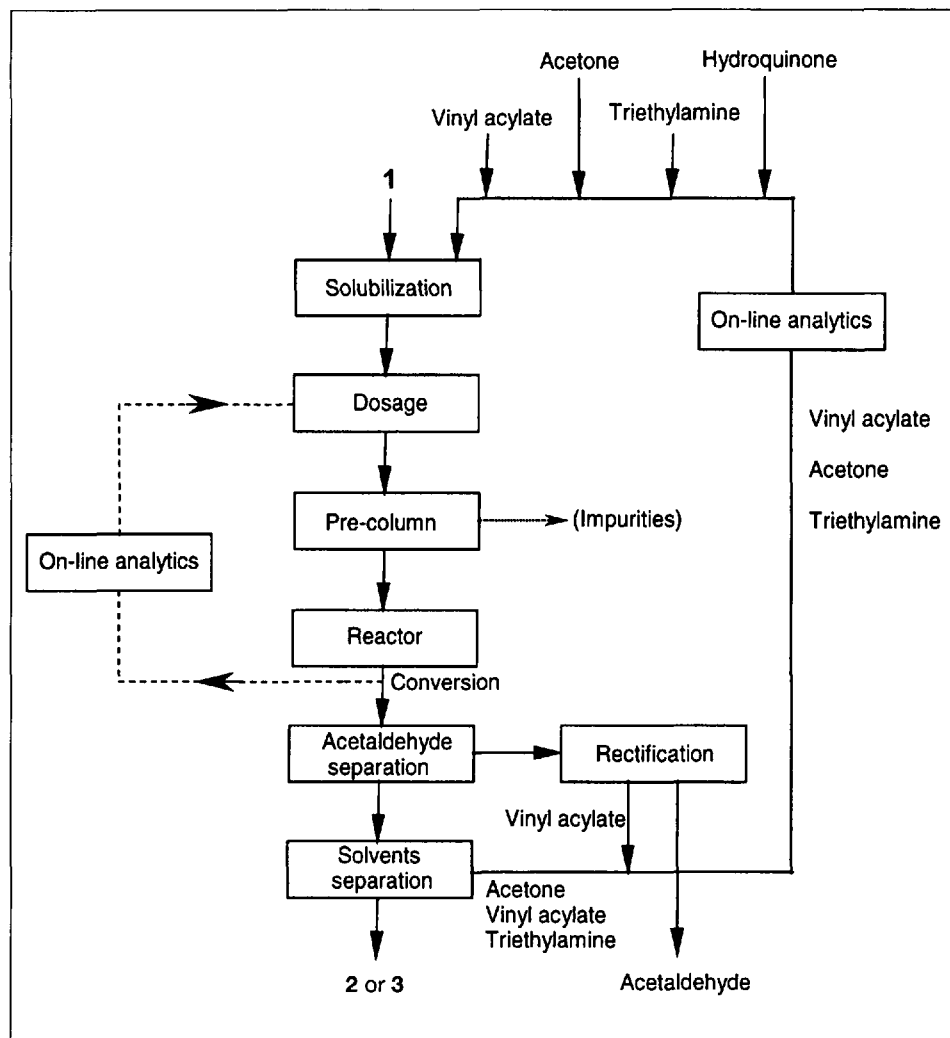 Acetone
Hydroquinone
Vinyl acylate
Triethylamine
1
Solubilization
On-line analytics
Dosage
Vinyl acylate
Acetone
Triethylamine
Pre-column
(Impurities)
On-line analytics
Reactor
Conversion
Acetaldehyde
separation
Rectification
Vinyl acylate
Solvents
separation
Acetone
Vinyl acylate
Triethylamine
2 or 3
Acetaldehyde